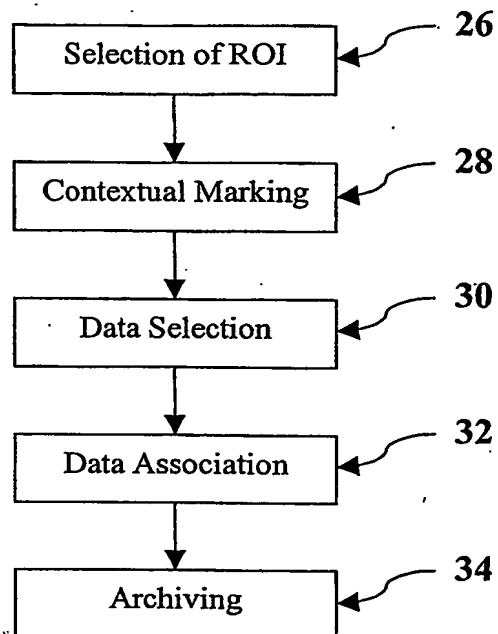 26
Selection of ROI
28
Contextual Marking
30
Data Selection
32
Data Association
34
Archiving